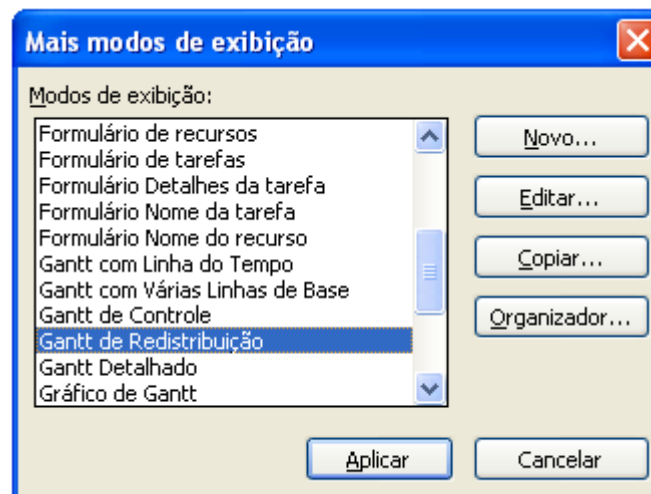 Mais modos de exibição
Modos de exibição:
Formulário de recursos
Formulário de tarefas
Formulário Detalhes da tarefa
Formulário Nome da tarefa
Formulário Nome do recurso
Gantt com Linha do Tempo
Gantt com Várias Linhas de Base
Gantt de Controle
Gantt de Redistribuição
Gantt Detalhado
Gráfico de Gantt
Novo...
Editar...
Copiar...
Organizador...
Aplicar
Cancelar